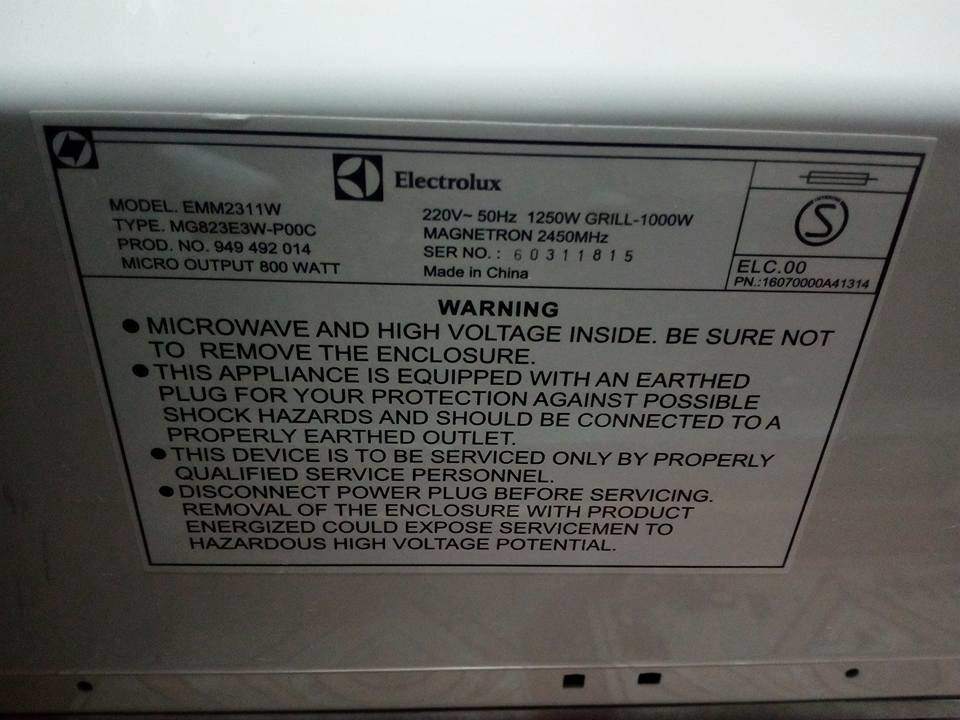 Electrolux
MODEL. EMM2311W
TYPE. MG823E3W-P00C
PROD. NO. 949 492 014
MICRO OUTPUT 800 WATT
220V~ 50Hz 1250W GRILL-1000W
MAGNETRON 2450MHz
SER NO.: 60311815
Made in China
S
ELC.00
PN.:16070000A41314
WARNING
● MICROWAVE AND HIGH VOLTAGE INSIDE. BE SURE NOT
TO REMOVE THE ENCLOSURE.
● THIS APPLIANCE IS EQUIPPED WITH AN EARTHED
PLUG FOR YOUR PROTECTION AGAINST POSSIBLE
SHOCK HAZARDS AND SHOULD BE CONNECTED TO A
PROPERLY EARTHED OUTLET.
● THIS DEVICE IS TO BE SERVICED ONLY BY PROPERLY
QUALIFIED SERVICE PERSONNEL.
● DISCONNECT POWER PLUG BEFORE SERVICING.
REMOVAL OF THE ENCLOSURE WITH PRODUCT
ENERGIZED COULD EXPOSE SERVICEMEN TO
HAZARDOUS HIGH VOLTAGE POTENTIAL.